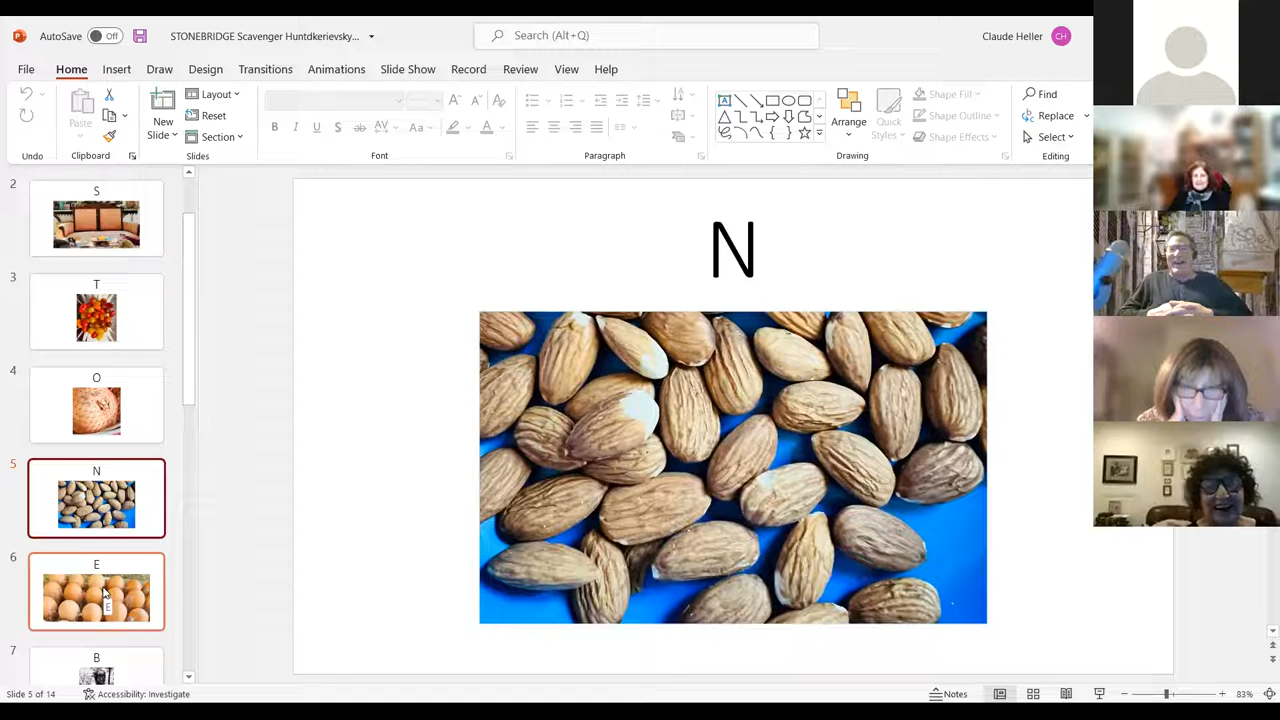 AutoSave Off STONEBRIDGE Scavenger Huntdkerievsky... Search (Alt+Q) Claude Heller CH
File Home Insert Draw Design Transitions Animations Slide Show Record Review View Help
Paste New Slide Layout Reset Section Arrange Quick Styles Shape Fill Shape Outline Shape Effects Find Replace Select
Undo Clipboard Slides Font Paragraph Drawing Editing
2
S
3
T
4
O
5
N
6
E
E
7
B
N
Slide 5 of 14 Accessibility: Investigate Notes 83%